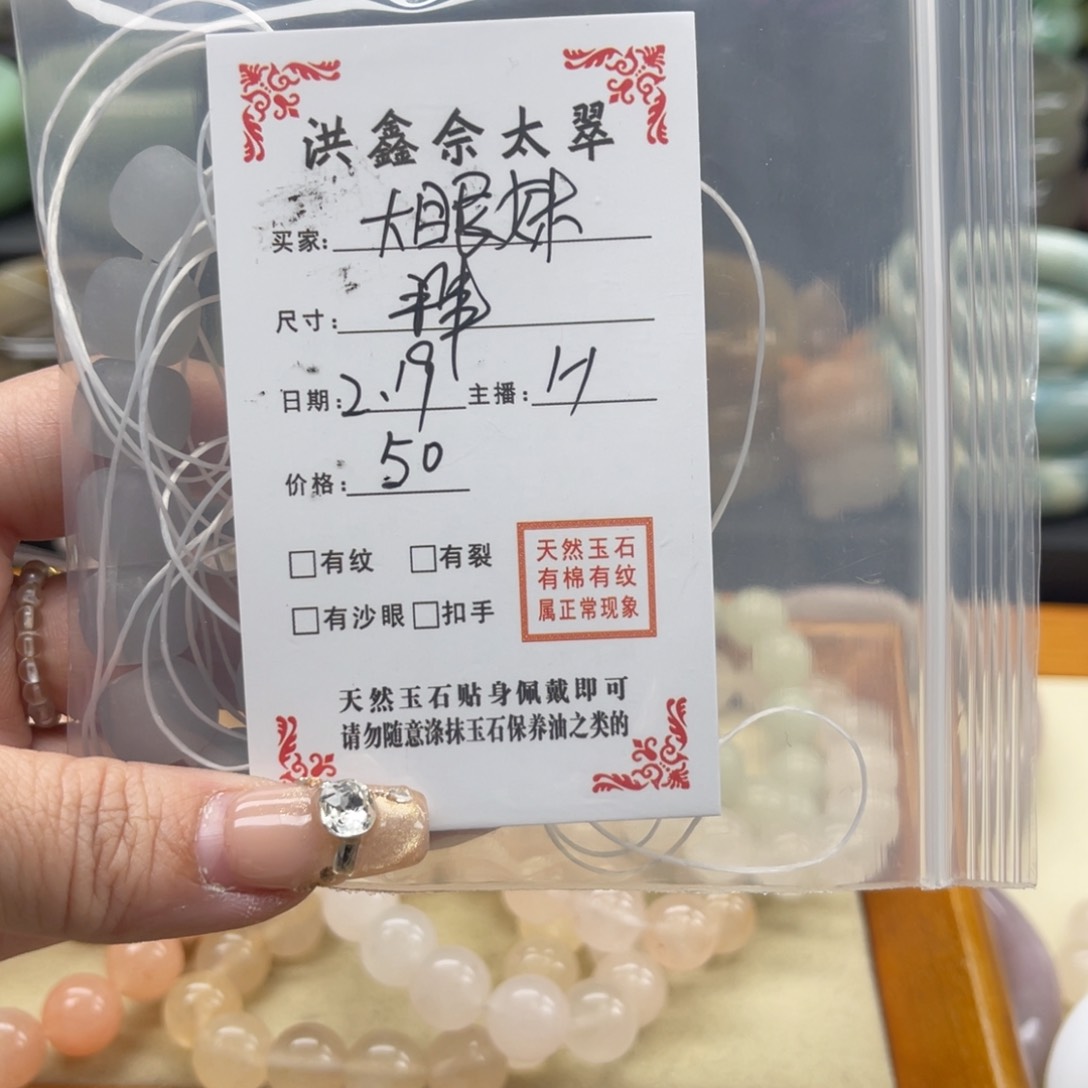 洪鑫佘太翠
买家：大眼妹
尺寸：
日期：2.19 主播：17
价格：50
□有纹 □有裂
□有沙眼 □扣手
天然玉石
有棉有纹
属正常现象
天然玉石贴身佩戴即可
请勿随意涤抹玉石保养油之类的